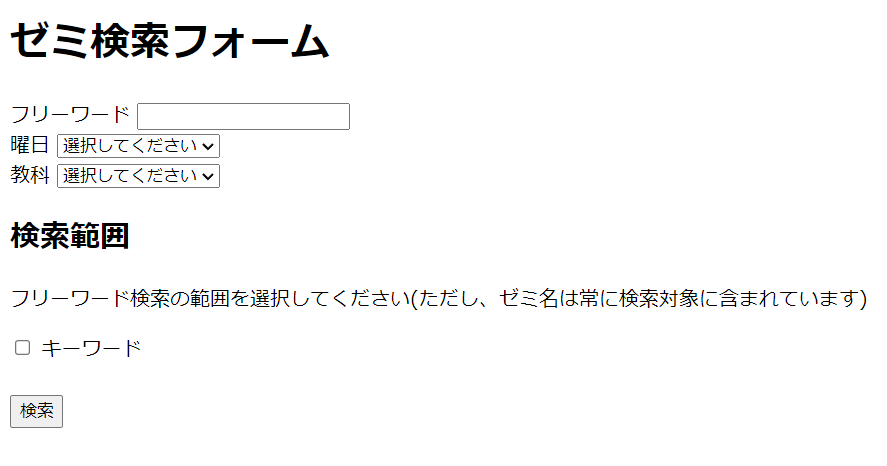 ゼミ検索フォーム
フリーワード
曜日 選択してください
教科 選択してください
検索範囲
フリーワード検索の範囲を選択してください(ただし、ゼミ名は常に検索対象に含まれています)
キーワード
検索